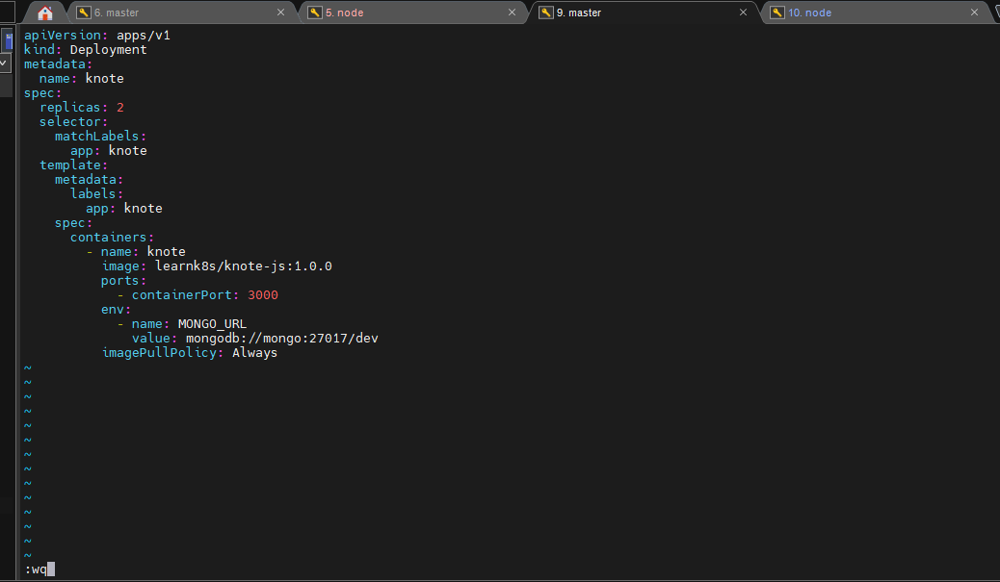 6. master
5. node
9. master
10. node
apiVersion: apps/v1
kind: Deployment
metadata:
  name: knote
spec:
  replicas: 2
  selector:
    matchLabels:
      app: knote
  template:
    metadata:
      labels:
        app: knote
    spec:
      containers:
        - name: knote
          image: learnk8s/knote-js:1.0.0
          ports:
            - containerPort: 3000
          env:
            - name: MONGO_URL
              value: mongodb://mongo:27017/dev
          imagePullPolicy: Always
~
~
~
~
~
~
~
~
~
~
~
~
~
~
:wq